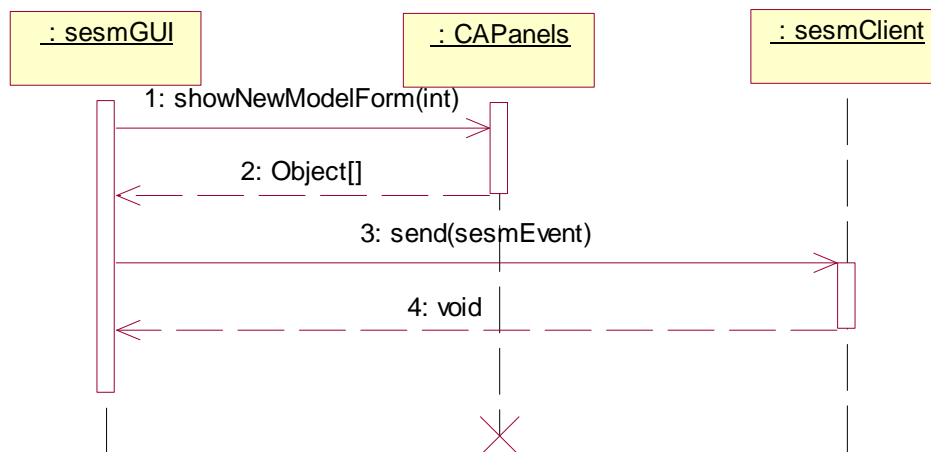 : sesmGUI
: CAPanels
: sesmClient
1: showNewModelForm(int)
2: Object[]
3: send(sesmEvent)
4: void